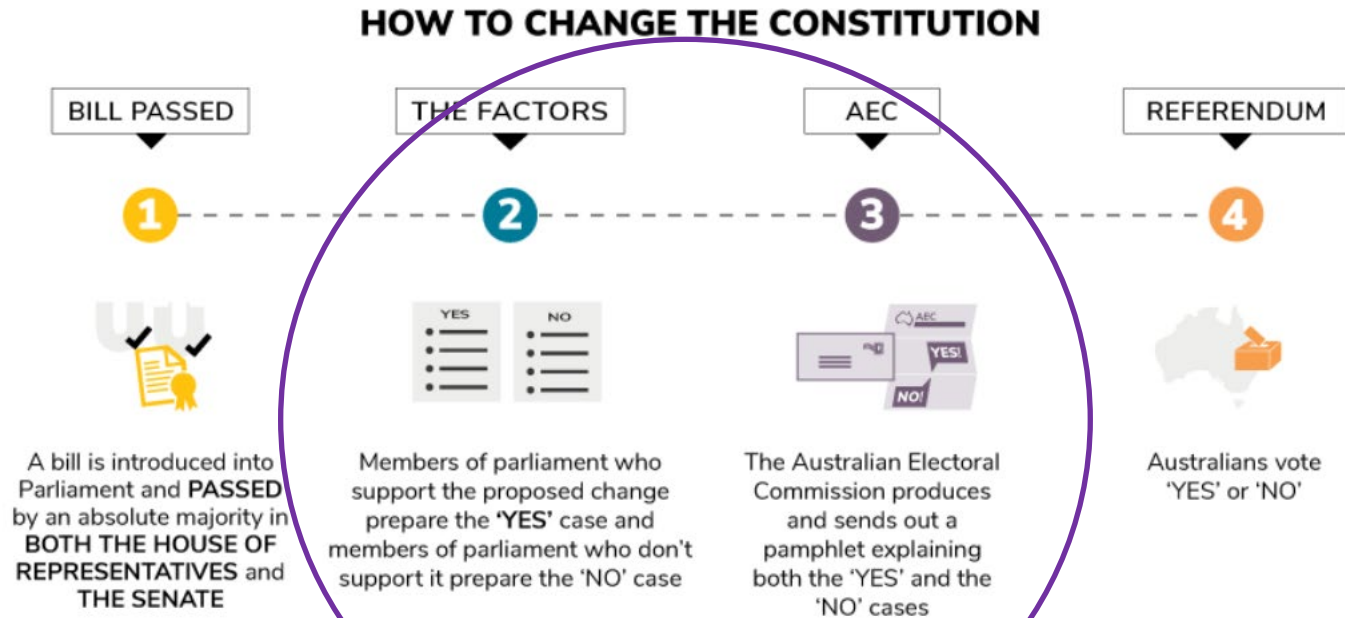 HOW TO CHANGE THE CONSTITUTION
BILL PASSED
THE FACTORS
AEC
REFERENDUM
1
2
3
4
YES
NO
AEC
YES!
NO!
A bill is introduced into
Parliament and PASSED
by an absolute majority in
BOTH THE HOUSE OF
REPRESENTATIVES and
THE SENATE
Members of parliament who
support the proposed change
prepare the ‘YES’ case and
members of parliament who don't
support it prepare the ‘NO’ case
The Australian Electoral
Commission produces
and sends out a
pamphlet explaining
both the ‘YES’ and the
‘NO’ cases
Australians vote
‘YES’ or ‘NO’